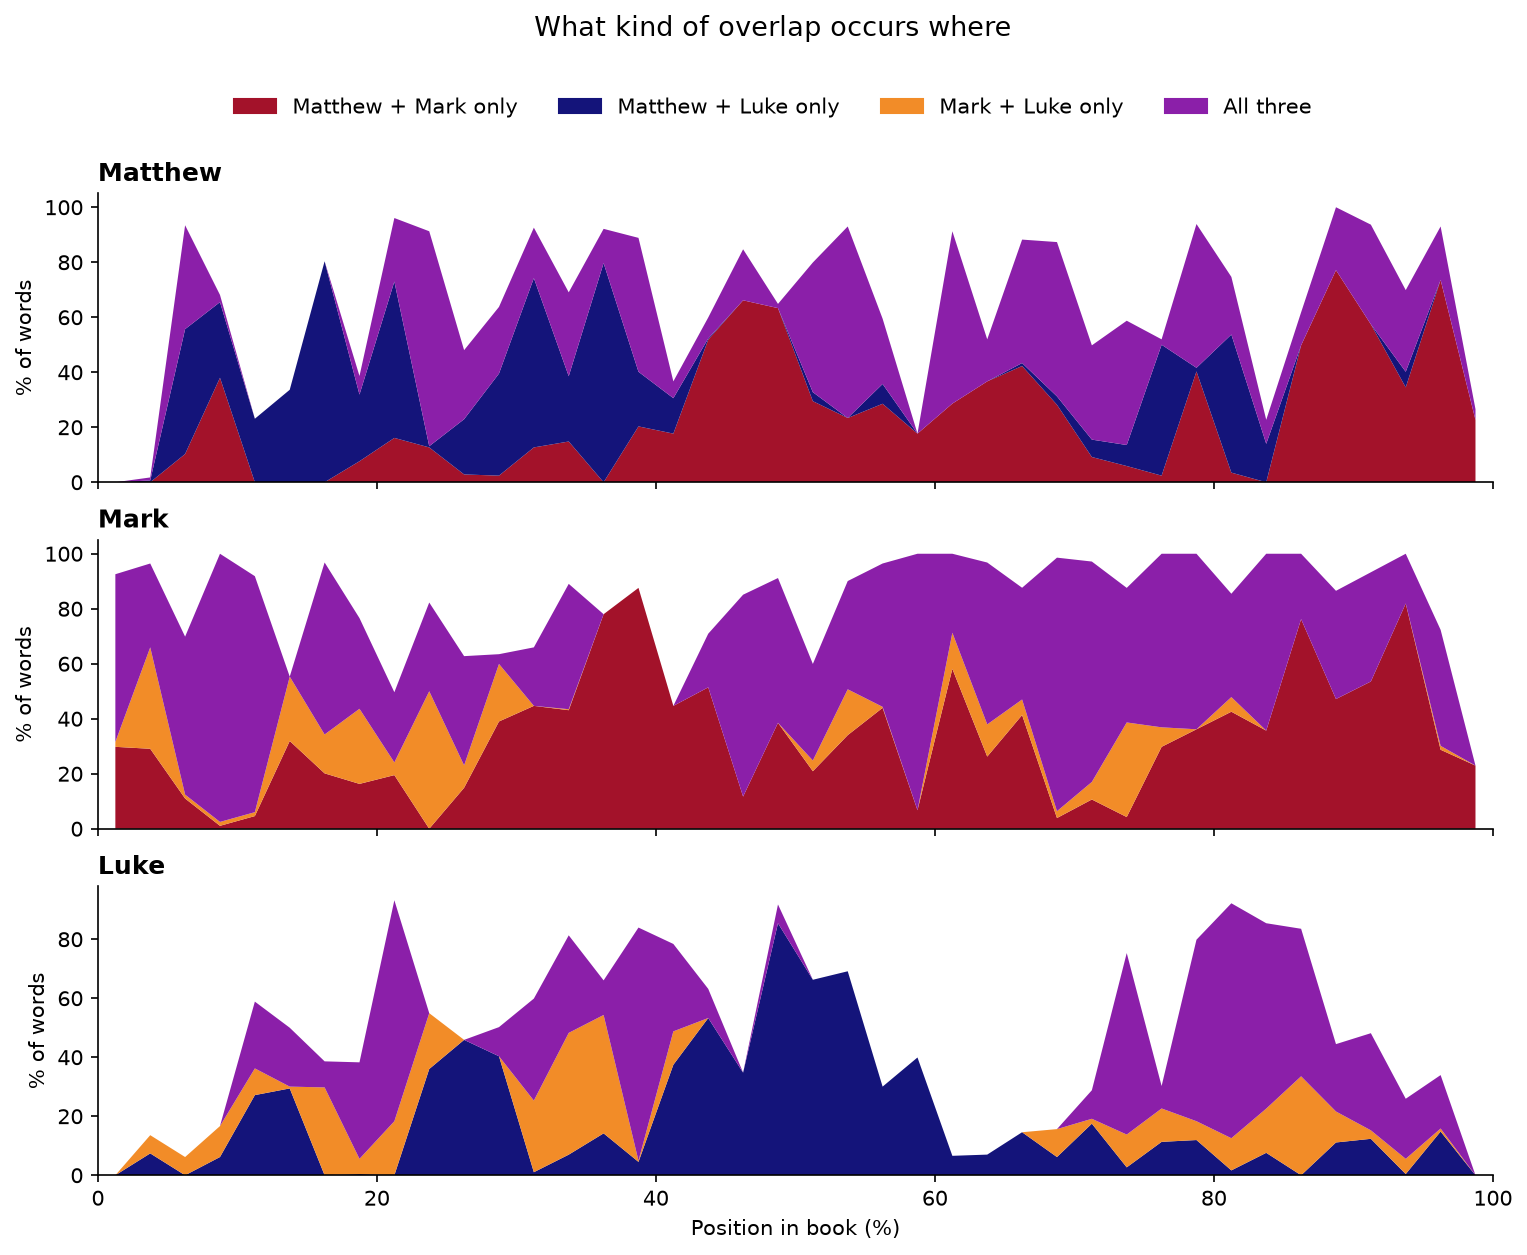 What kind of overlap occurs where
Matthew + Mark only Matthew + Luke only Mark + Luke only All three
Matthew
100
80
60
40
20
0
% of words
Mark
100
80
60
40
20
0
% of words
Luke
80
60
40
20
0
% of words
0 20 40 60 80 100
Position in book (%)